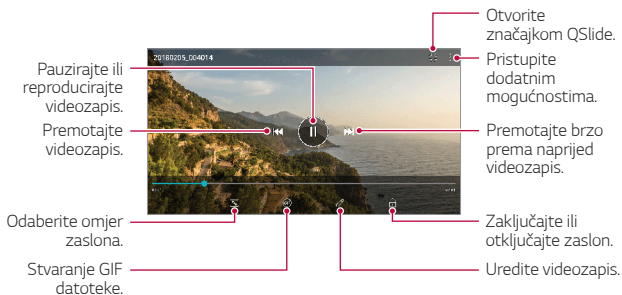 Otvorite
značajkom QSlide.
20180205_004014
Pauzirajte ili
reproducirajte
videozapis.
Pristupite
dodatnim
mogućnostima.
Premotajte
videozapis.
Premotajte brzo
prema naprijed
videozapis.
Odaberite omjer
zaslona.
Zaključajte ili
otključajte zaslon.
Stvaranje GIF
datoteke.
Uredite videozapis.